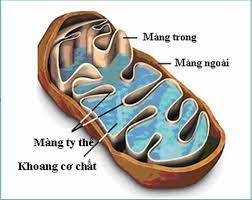 Màng trong
Màng ngoài
Màng ty thể
Khoang cơ chất